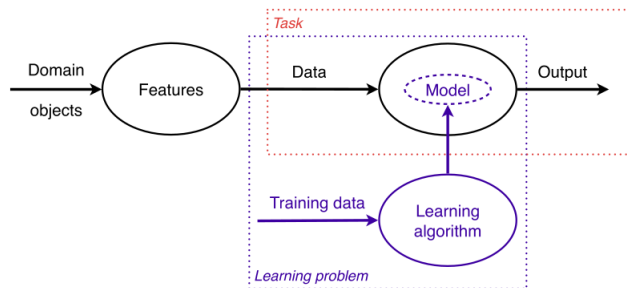 Task
Domain
objects
Features
Data
Model
Output
Training data
Learning
algorithm
Learning problem